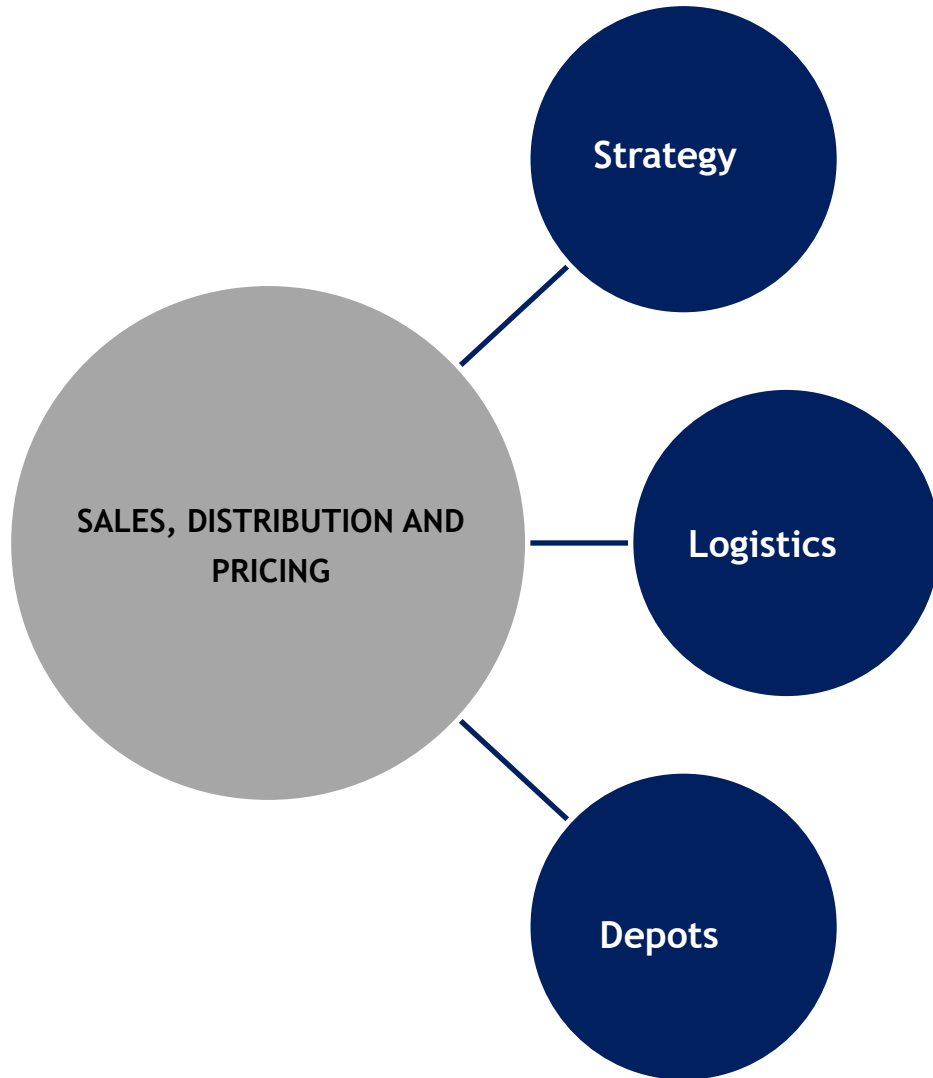 Strategy
SALES, DISTRIBUTION AND
PRICING
Logistics
Depots